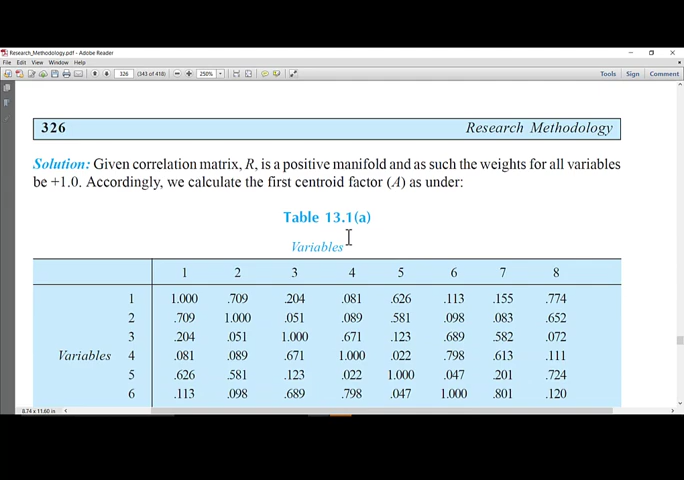 Research_Methodology.pdf - Adobe Reader
File Edit View Window Help
326 (343 of 418) 250% Tools Sign Comment
326 Research Methodology
Solution: Given correlation matrix, R, is a positive manifold and as such the weights for all variables
be +1.0. Accordingly, we calculate the first centroid factor (A) as under:
Table 13.1(a)
Variables
1 2 3 4 5 6 7 8
1 1.000 .709 .204 .081 .626 .113 .155 .774
2 .709 1.000 .051 .089 .581 .098 .083 .652
3 .204 .051 1.000 .671 .123 .689 .582 .072
Variables 4 .081 .089 .671 1.000 .022 .798 .613 .111
5 .626 .581 .123 .022 1.000 .047 .201 .724
6 .113 .098 .689 .798 .047 1.000 .801 .120
8.74 x 11.60 in